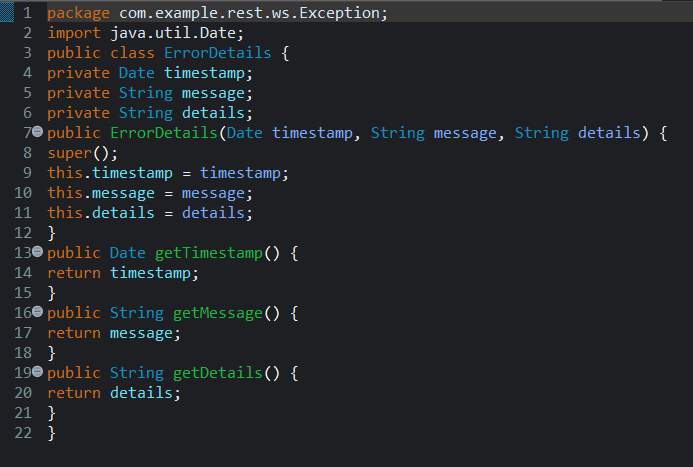 1 package com.example.rest.ws.Exception;
2 import java.util.Date;
3 public class ErrorDetails {
4 private Date timestamp;
5 private String message;
6 private String details;
7 public ErrorDetails(Date timestamp, String message, String details) {
8 super();
9 this.timestamp = timestamp;
10 this.message = message;
11 this.details = details;
12 }
13 public Date getTimestamp() {
14 return timestamp;
15 }
16 public String getMessage() {
17 return message;
18 }
19 public String getDetails() {
20 return details;
21 }
22 }